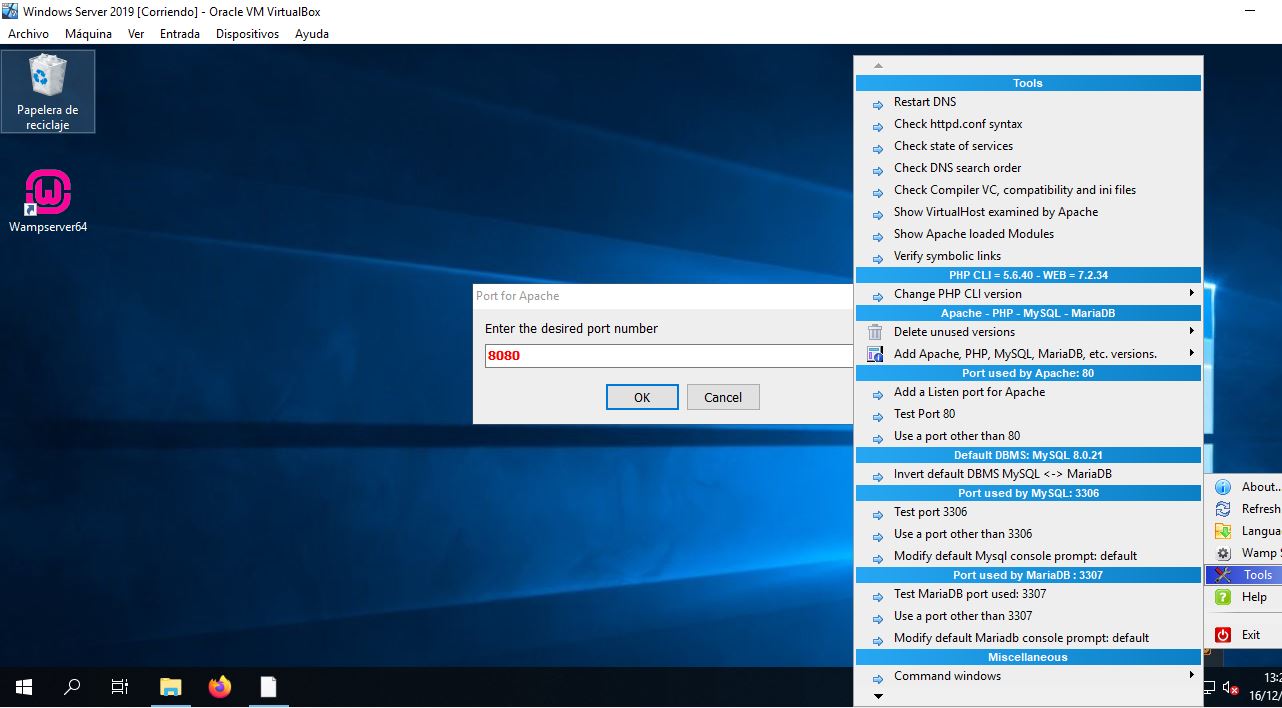 Windows Server 2019 [Corriendo] - Oracle VM VirtualBox
Archivo Máquina Ver Entrada Dispositivos Ayuda
Papelera de
reciclaje
Wampserver64
Port for Apache
Enter the desired port number
8080
OK Cancel
Tools
Restart DNS
Check httpd.conf syntax
Check state of services
Check DNS search order
Check Compiler VC, compatibility and ini files
Show VirtualHost examined by Apache
Show Apache loaded Modules
Verify symbolic links
PHP CLI = 5.6.40 - WEB = 7.2.34
Change PHP CLI version
Apache - PHP - MySQL - MariaDB
Delete unused versions
Add Apache, PHP, MySQL, MariaDB, etc. versions.
Port used by Apache: 80
Add a Listen port for Apache
Test Port 80
Use a port other than 80
Default DBMS: MySQL 8.0.21
Invert default DBMS MySQL <-> MariaDB
Port used by MySQL: 3306
Test port 3306
Use a port other than 3306
Modify default Mysql console prompt: default
Port used by MariaDB : 3307
Test MariaDB port used: 3307
Use a port other than 3307
Modify default Mariadb console prompt: default
Miscellaneous
Command windows
About..
Refresh
Langua
Wamp S
Tools
Help
Exit
13:2
16/12/